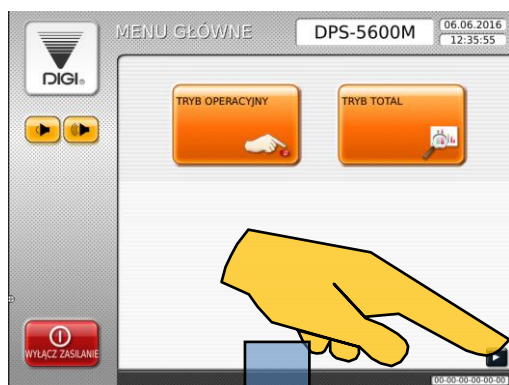 MENU GŁÓWNE
DPS-5600M
06.06.2016
12:35:55
DIGI®
TRYB OPERACYJNY
TRYB TOTAL
WYŁĄCZ ZASILANIE
00-00-00-00-00-00